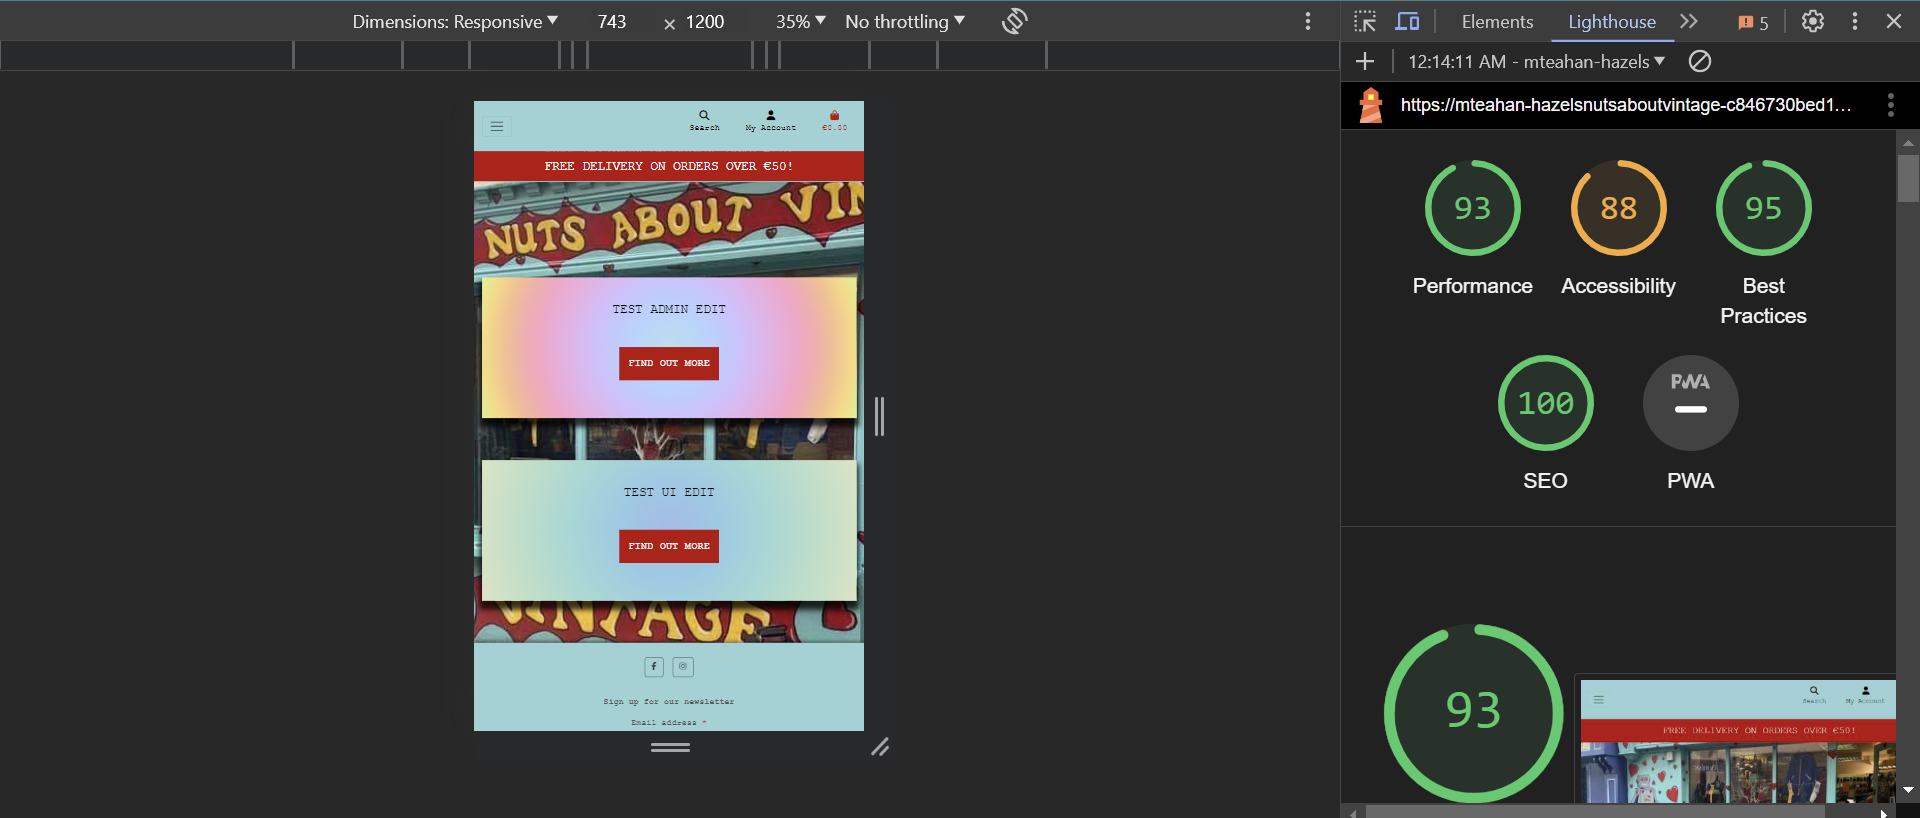 Dimensions: Responsive 743 × 1200 35% No throttling
Elements Lighthouse 5
12:14:11 AM - mteahan-hazels
https://mteahan-hazelsnutsaboutvintage-c846730bed1…
Search My Account €0.00
FREE DELIVERY ON ORDERS OVER €50!
NUTS ABOUT VIN
TEST ADMIN EDIT
FIND OUT MORE
TEST UI EDIT
FIND OUT MORE
VINTAGE
Sign up for our newsletter
Email address *
93
Performance
88
Accessibility
95
Best
Practices
100
SEO
PWA
PWA
93
Search My Account
FREE DELIVERY ON ORDERS OVER €50!